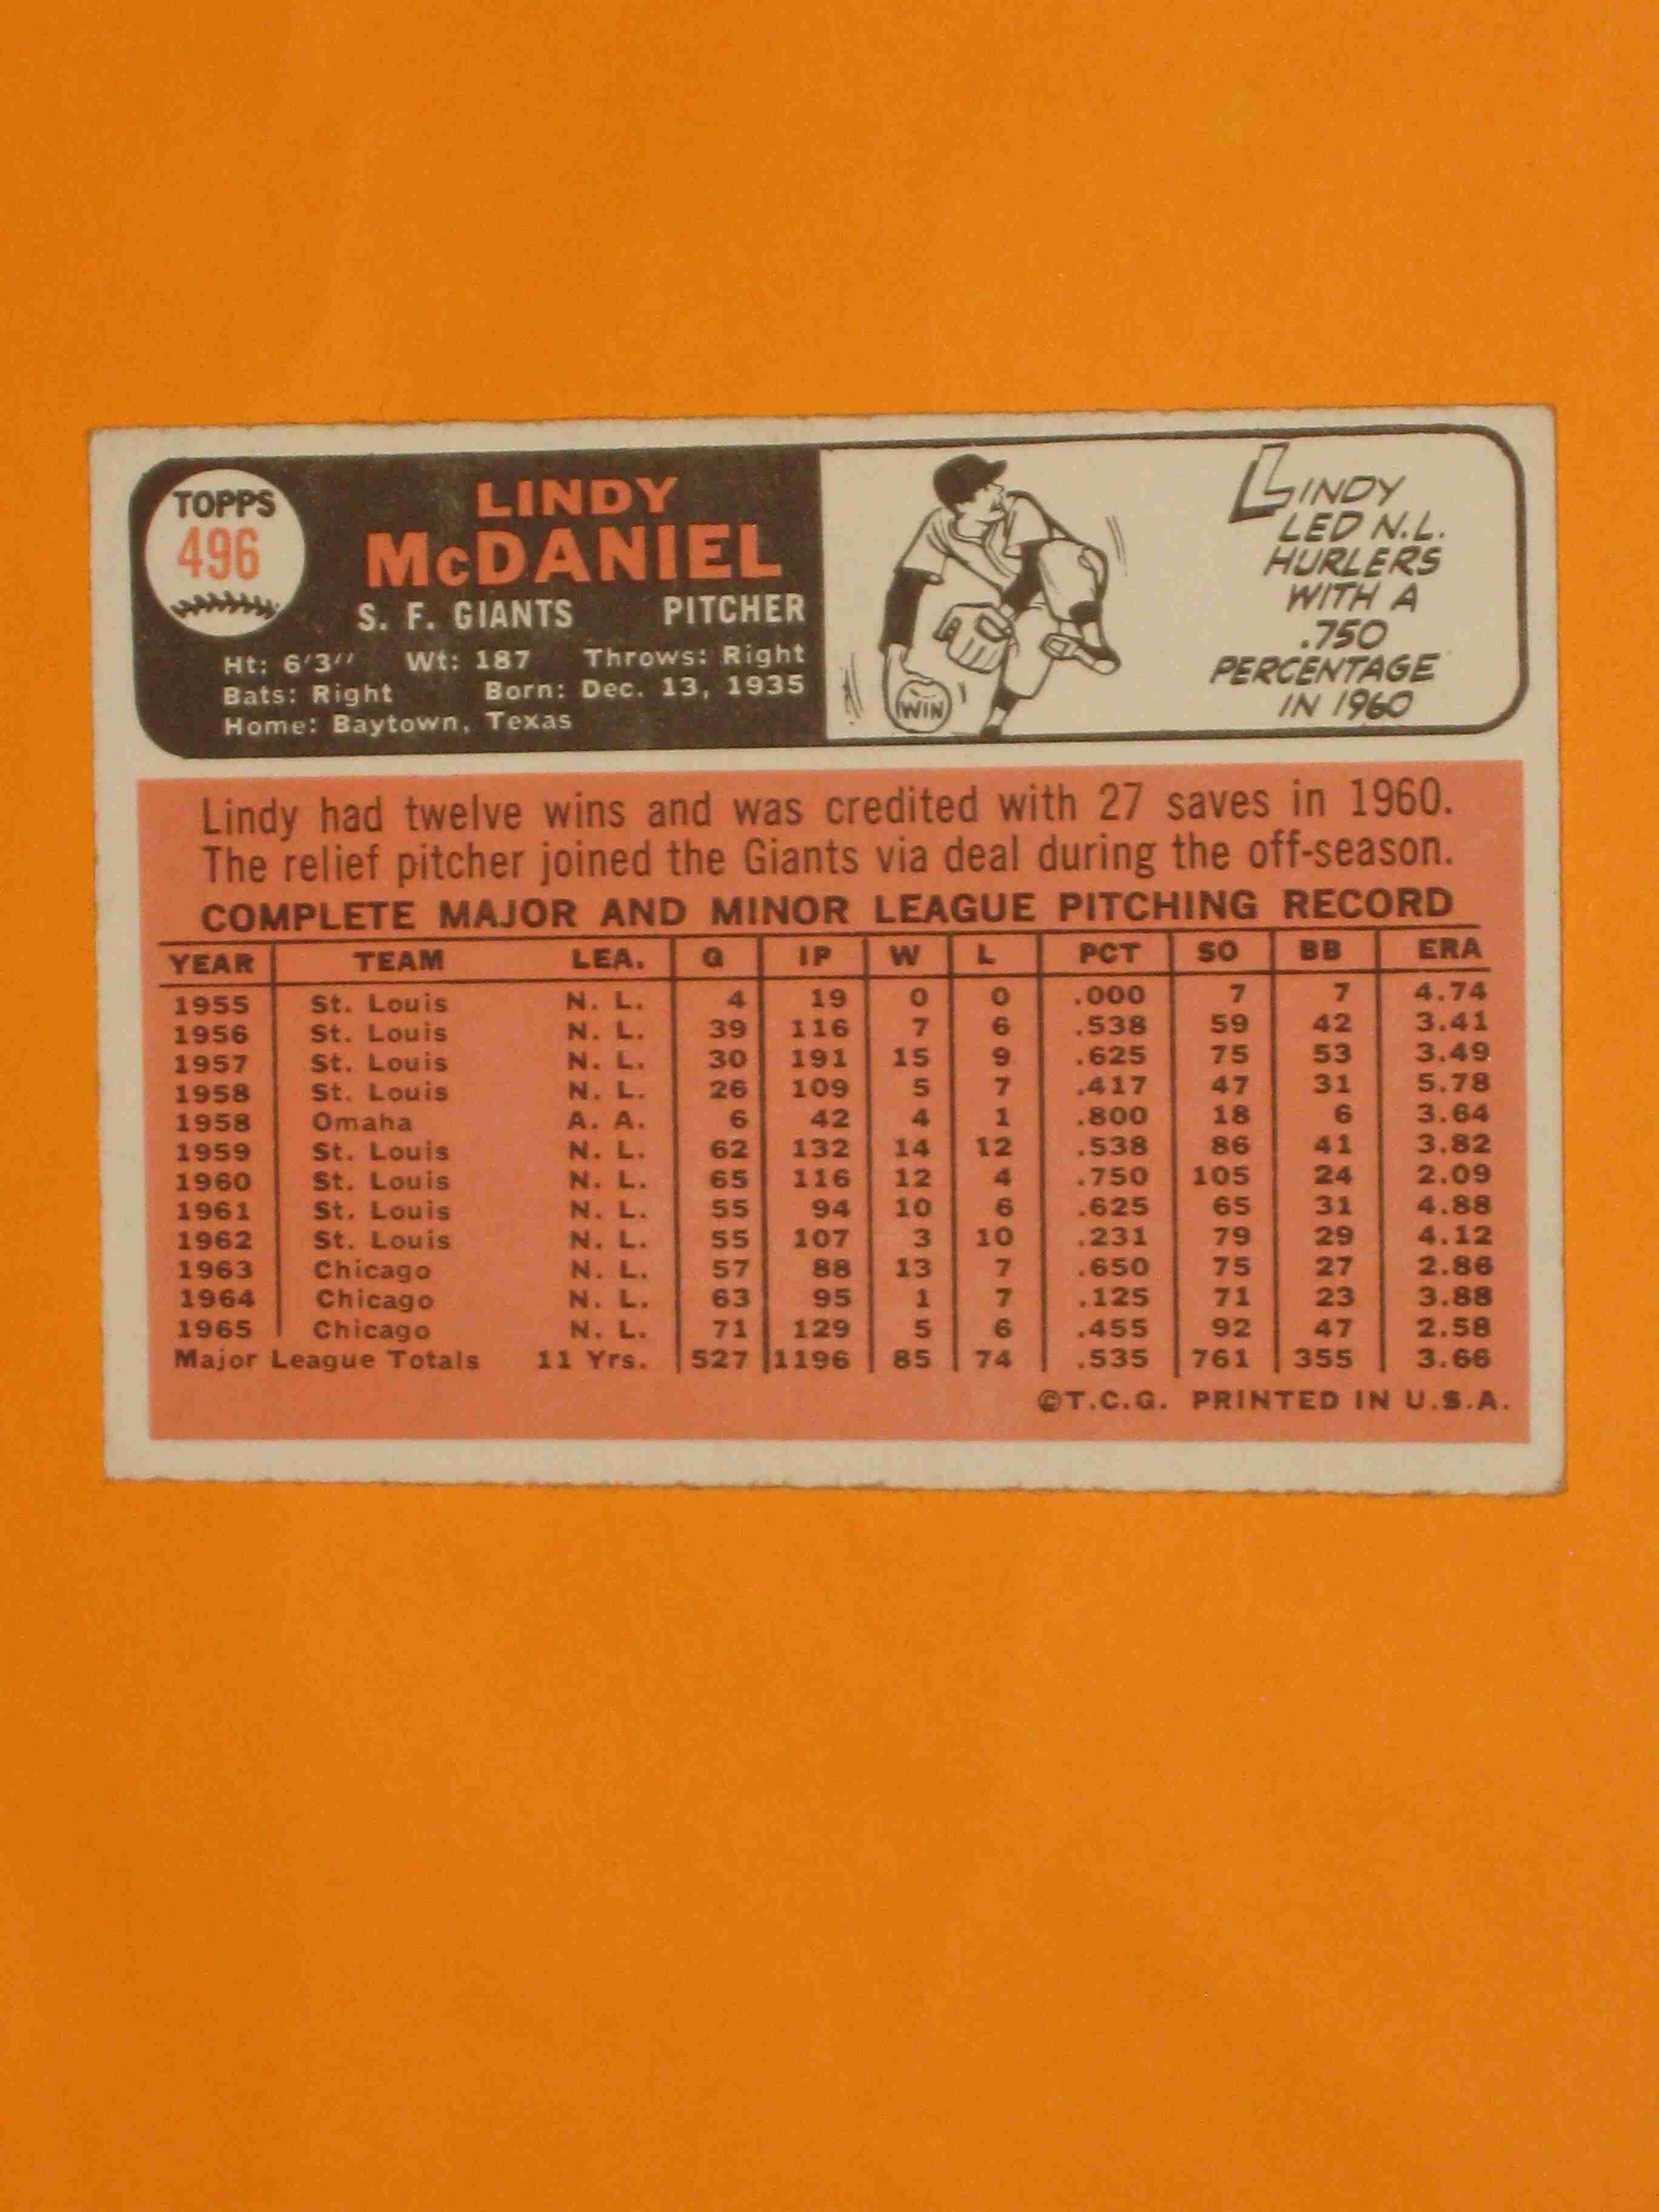 TOPPS
496
LINDY
McDANIEL
S. F. GIANTS PITCHER
Ht: 6'3'' Wt: 187 Throws: Right
Bats: Right Born: Dec. 13, 1935
Home: Baytown, Texas
WIN
LINDY
LED N.L.
HURLERS
WITH A
.750
PERCENTAGE
IN 1960
Lindy had twelve wins and was credited with 27 saves in 1960.
The relief pitcher joined the Giants via deal during the off-season.
COMPLETE MAJOR AND MINOR LEAGUE PITCHING RECORD
YEAR TEAM LEA. G IP W L PCT SO BB ERA
1955 St. Louis N. L. 4 19 0 0 .000 7 7 4.74
1956 St. Louis N. L. 39 116 7 6 .538 59 42 3.41
1957 St. Louis N. L. 30 191 15 9 .625 75 53 3.49
1958 St. Louis N. L. 26 109 5 7 .417 47 31 5.78
1958 Omaha A. A. 6 42 4 1 .800 18 6 3.64
1959 St. Louis N. L. 62 132 14 12 .538 86 41 3.82
1960 St. Louis N. L. 65 116 12 4 .750 105 24 2.09
1961 St. Louis N. L. 55 94 10 6 .625 65 31 4.88
1962 St. Louis N. L. 55 107 3 10 .231 79 29 4.12
1963 Chicago N. L. 57 88 13 7 .650 75 27 2.86
1964 Chicago N. L. 63 95 1 7 .125 71 23 3.88
1965 Chicago N. L. 71 129 5 6 .455 92 47 2.58
Major League Totals 11 Yrs. 527 1196 85 74 .535 761 355 3.66
©T.C.G. PRINTED IN U.S.A.